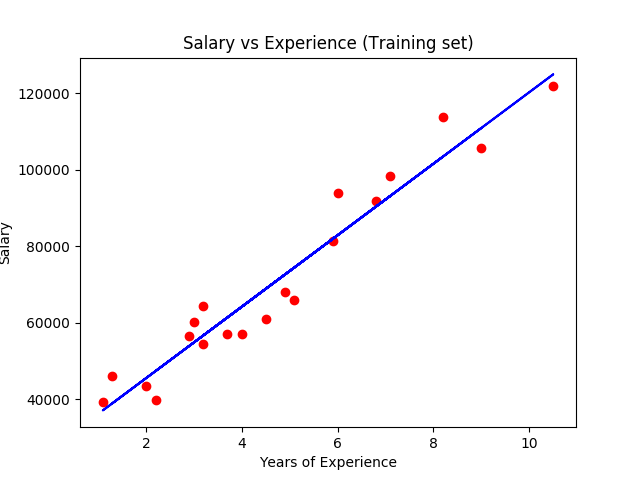 Salary vs Experience (Training set)
120000
100000
80000
60000
40000
Salary
2 4 6 8 10
Years of Experience